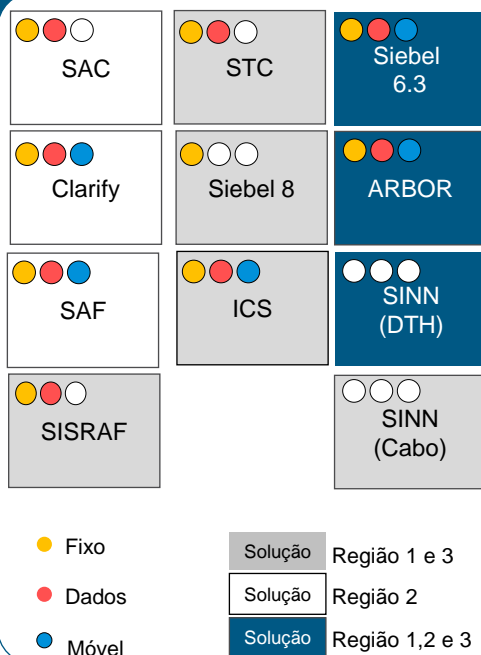 SAC
STC
Siebel
6.3
Clarify
Siebel 8
ARBOR
SAF
ICS
SINN
(DTH)
SISRAF
SINN
(Cabo)
Fixo
Dados
Móvel
Solução Região 1 e 3
Solução Região 2
Solução Região 1,2 e 3